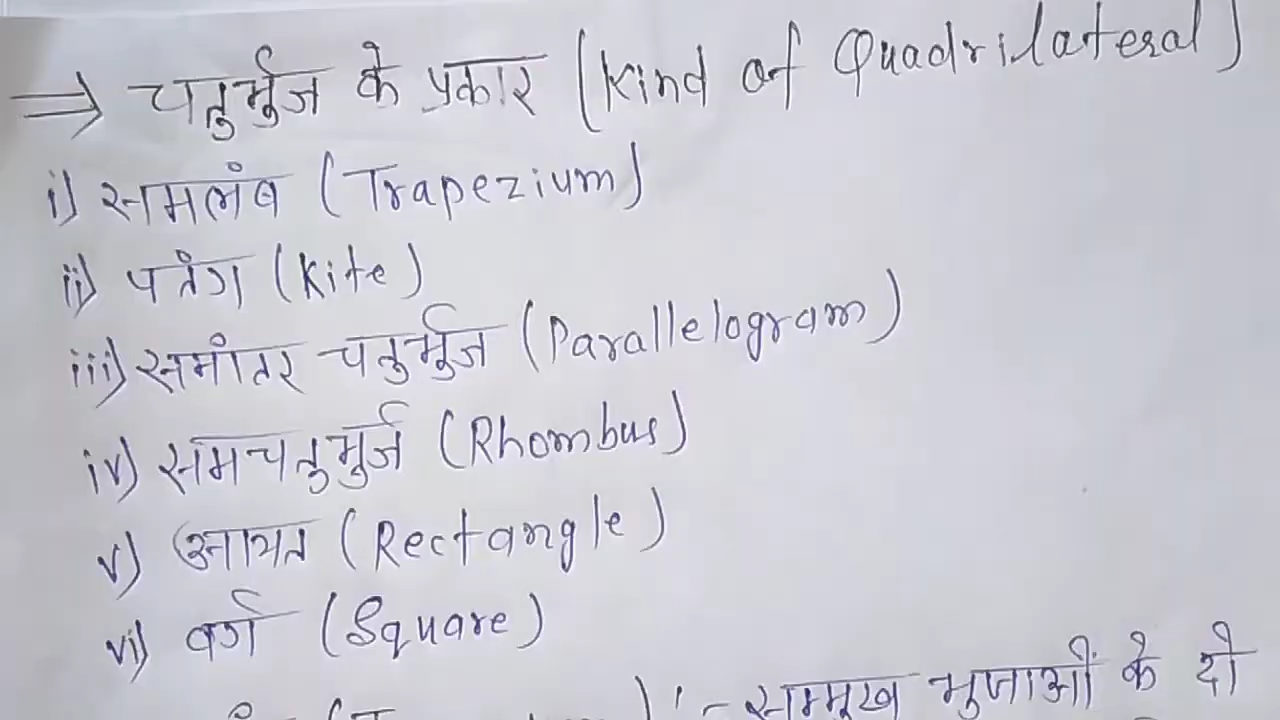 ⇒ चतुर्भुज के प्रकार (Kind of Quadrilateral)
i) समलंब (Trapezium)
ii) पतंग (Kite)
iii) समांतर चतुर्भुज (Parallelogram)
iv) समचतुर्भुज (Rhombus)
v) आयत (Rectangle)
vi) वर्ग (Square)
:- सम्मुख भुजाओं के दो